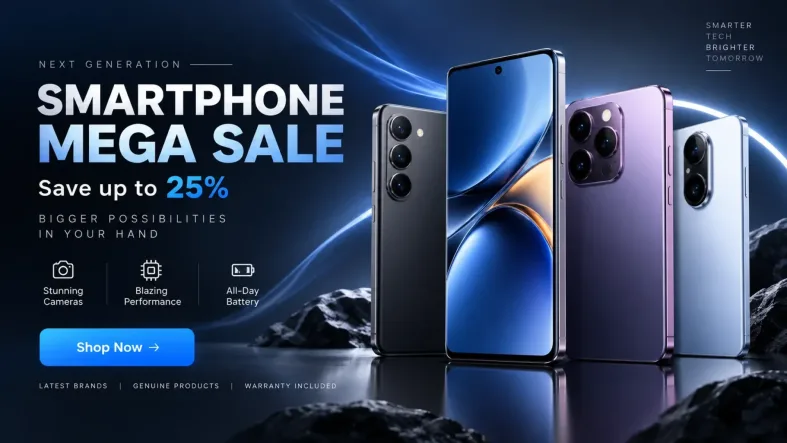 SMARTER
TECH
BRIGHTER
TOMORROW
NEXT GENERATION
SMARTPHONE
MEGA SALE
Save up to 25%
BIGGER POSSIBILITIES
IN YOUR HAND
Stunning
Cameras
Blazing
Performance
All-Day
Battery
Shop Now →
LATEST BRANDS | GENUINE PRODUCTS | WARRANTY INCLUDED